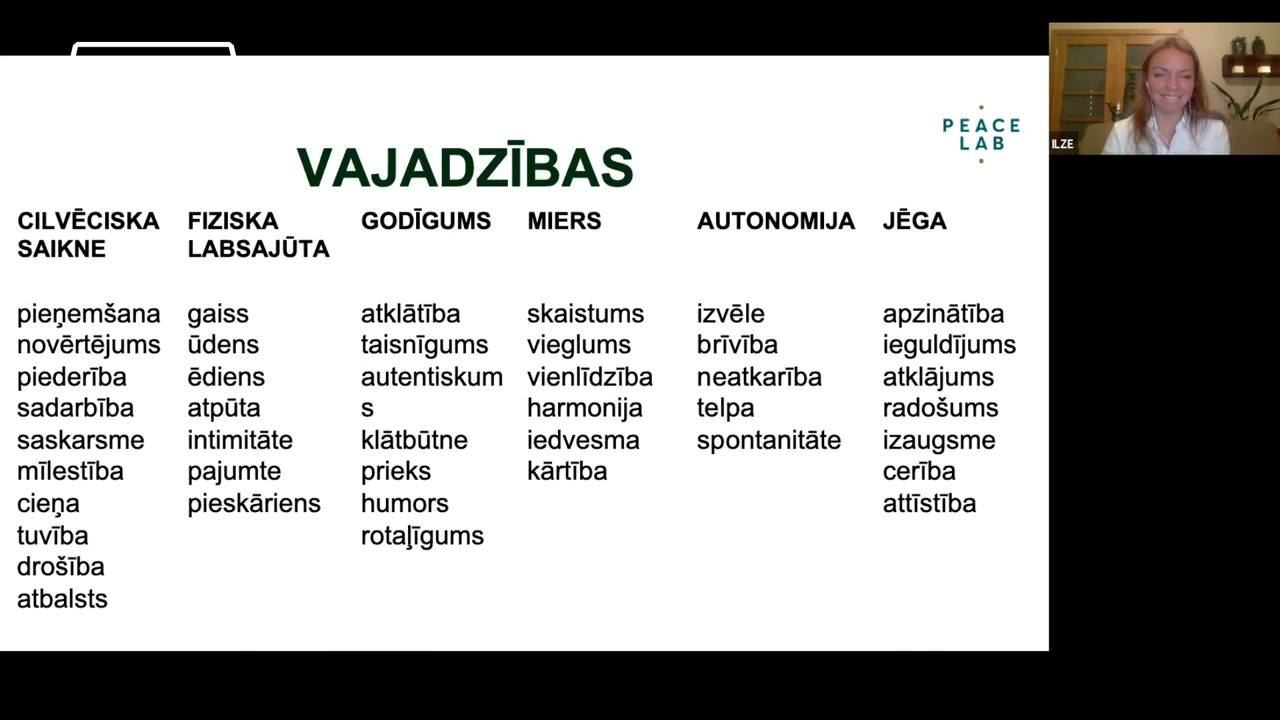 PEACE
LAB
ILZE
VAJADZĪBAS
CILVĒCISKA
SAIKNE
pieņemšana
novērtējums
piederība
sadarbība
saskarsme
mīlestība
cieņa
tuvība
drošība
atbalsts
FIZISKA
LABSAJŪTA
gaiss
ūdens
ēdiens
atpūta
intimitāte
pajumte
pieskāriens
GODĪGUMS
atklātība
taisnīgums
autentiskum
s
klātbūtne
prieks
humors
rotaļīgums
MIERS
skaistums
vieglums
vienlīdzība
harmonija
iedvesma
kārtība
AUTONOMIJA
izvēle
brīvība
neatkarība
telpa
spontanitāte
JĒGA
apzinātība
ieguldījums
atklājums
radošums
izaugsme
cerība
attīstība